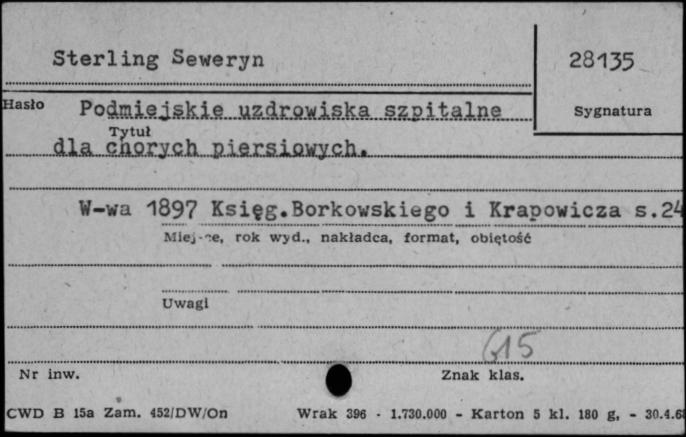 Sterling Seweryn
28135
Hasło
Sygnatura
Podmiejskie uzdrowiska szpitalne
Tytuł
dla chorych piersiowych.
W-wa 1897 Księg.Borkowskiego i Krapowicza s.24
Miejsce, rok wyd., nakładca, format, objętość
Uwagi
615
Nr inw.
Znak klas.
CWD B 15a Zam. 452/DW/On
Wrak 396 - 1.730.000 - Karton 5 kl. 180 g, - 30.4.68